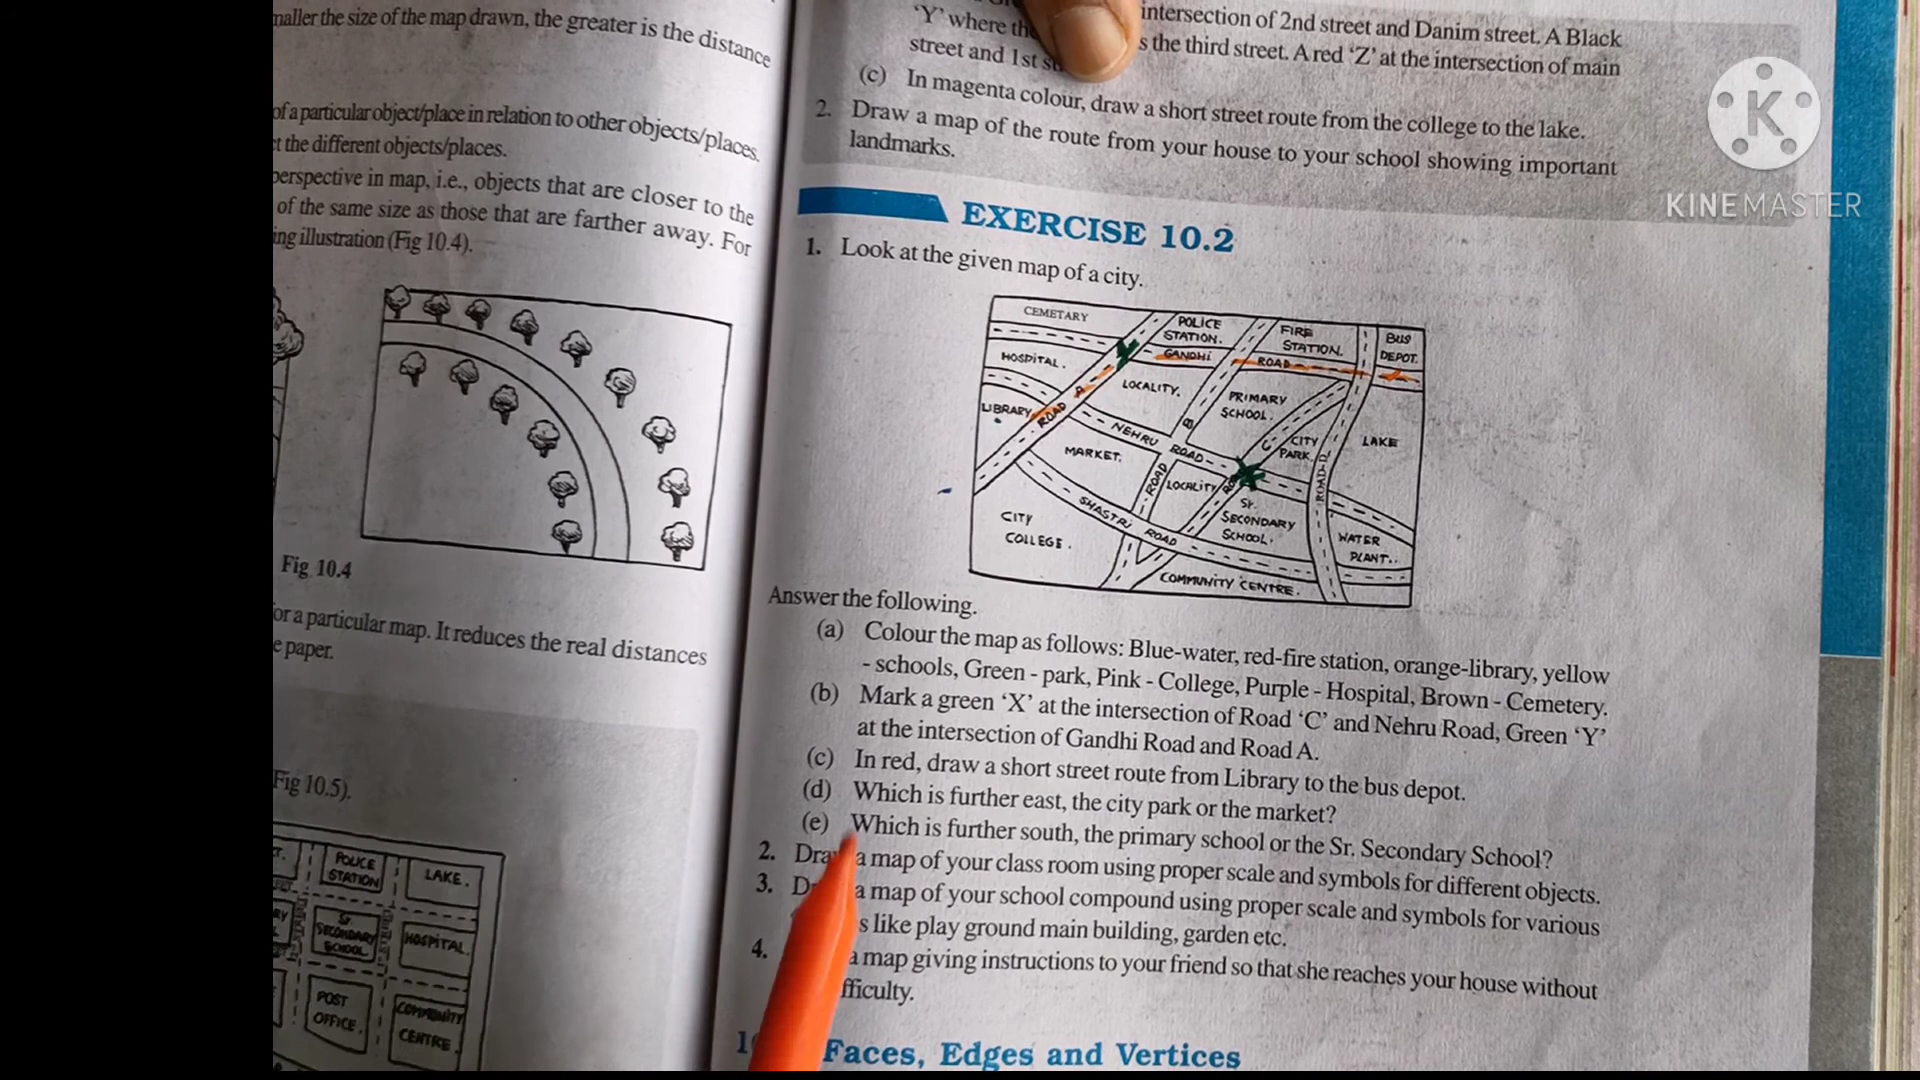 maller the size of the map drawn, the greater is the distance
of a particular object/place in relation to other objects/places.
t the different objects/places.
perspective in map, i.e., objects that are closer to the
of the same size as those that are farther away. For
ing illustration (Fig 10.4).
Fig 10.4
or a particular map. It reduces the real distances
e paper.
Fig 10.5).
POLICE
STATION
LAKE.
Sr.
SECONDARY
SCHOOL
HOSPITAL.
POST
OFFICE.
COMMUNITY
CENTRE.
'Y' where intersection of 2nd street and Danim street. A Black
street and 1st s the third street. A red 'Z' at the intersection of main
(c) In magenta colour, draw a short street route from the college to the lake.
2. Draw a map of the route from your house to your school showing important
landmarks.
K
KINEMASTER
EXERCISE 10.2
1. Look at the given map of a city.
CEMETARY
POLICE
STATION.
FIRE
STATION.
BUS
DEPOT.
HOSPITAL.
GANDHI
ROAD
LOCALITY.
PRIMARY
SCHOOL.
LIBRARY
ROAD A
B
C
CITY
PARK.
LAKE
NEHRU ROAD
MARKET.
ROAD
LOCALITY
ROAD-D
SHASTRI ROAD
Sr.
SECONDARY
SCHOOL.
CITY
COLLEGE.
WATER
PLANT..
COMMUNITY CENTRE.
Answer the following.
(a) Colour the map as follows: Blue-water, red-fire station, orange-library, yellow
- schools, Green - park, Pink - College, Purple - Hospital, Brown - Cemetery.
(b) Mark a green 'X' at the intersection of Road 'C' and Nehru Road, Green 'Y'
at the intersection of Gandhi Road and Road A.
(c) In red, draw a short street route from Library to the bus depot.
(d) Which is further east, the city park or the market?
(e) Which is further south, the primary school or the Sr. Secondary School?
2. Dra a map of your class room using proper scale and symbols for different objects.
3. D a map of your school compound using proper scale and symbols for various
s like play ground main building, garden etc.
4. a map giving instructions to your friend so that she reaches your house without
fficulty.
Faces, Edges and Vertices